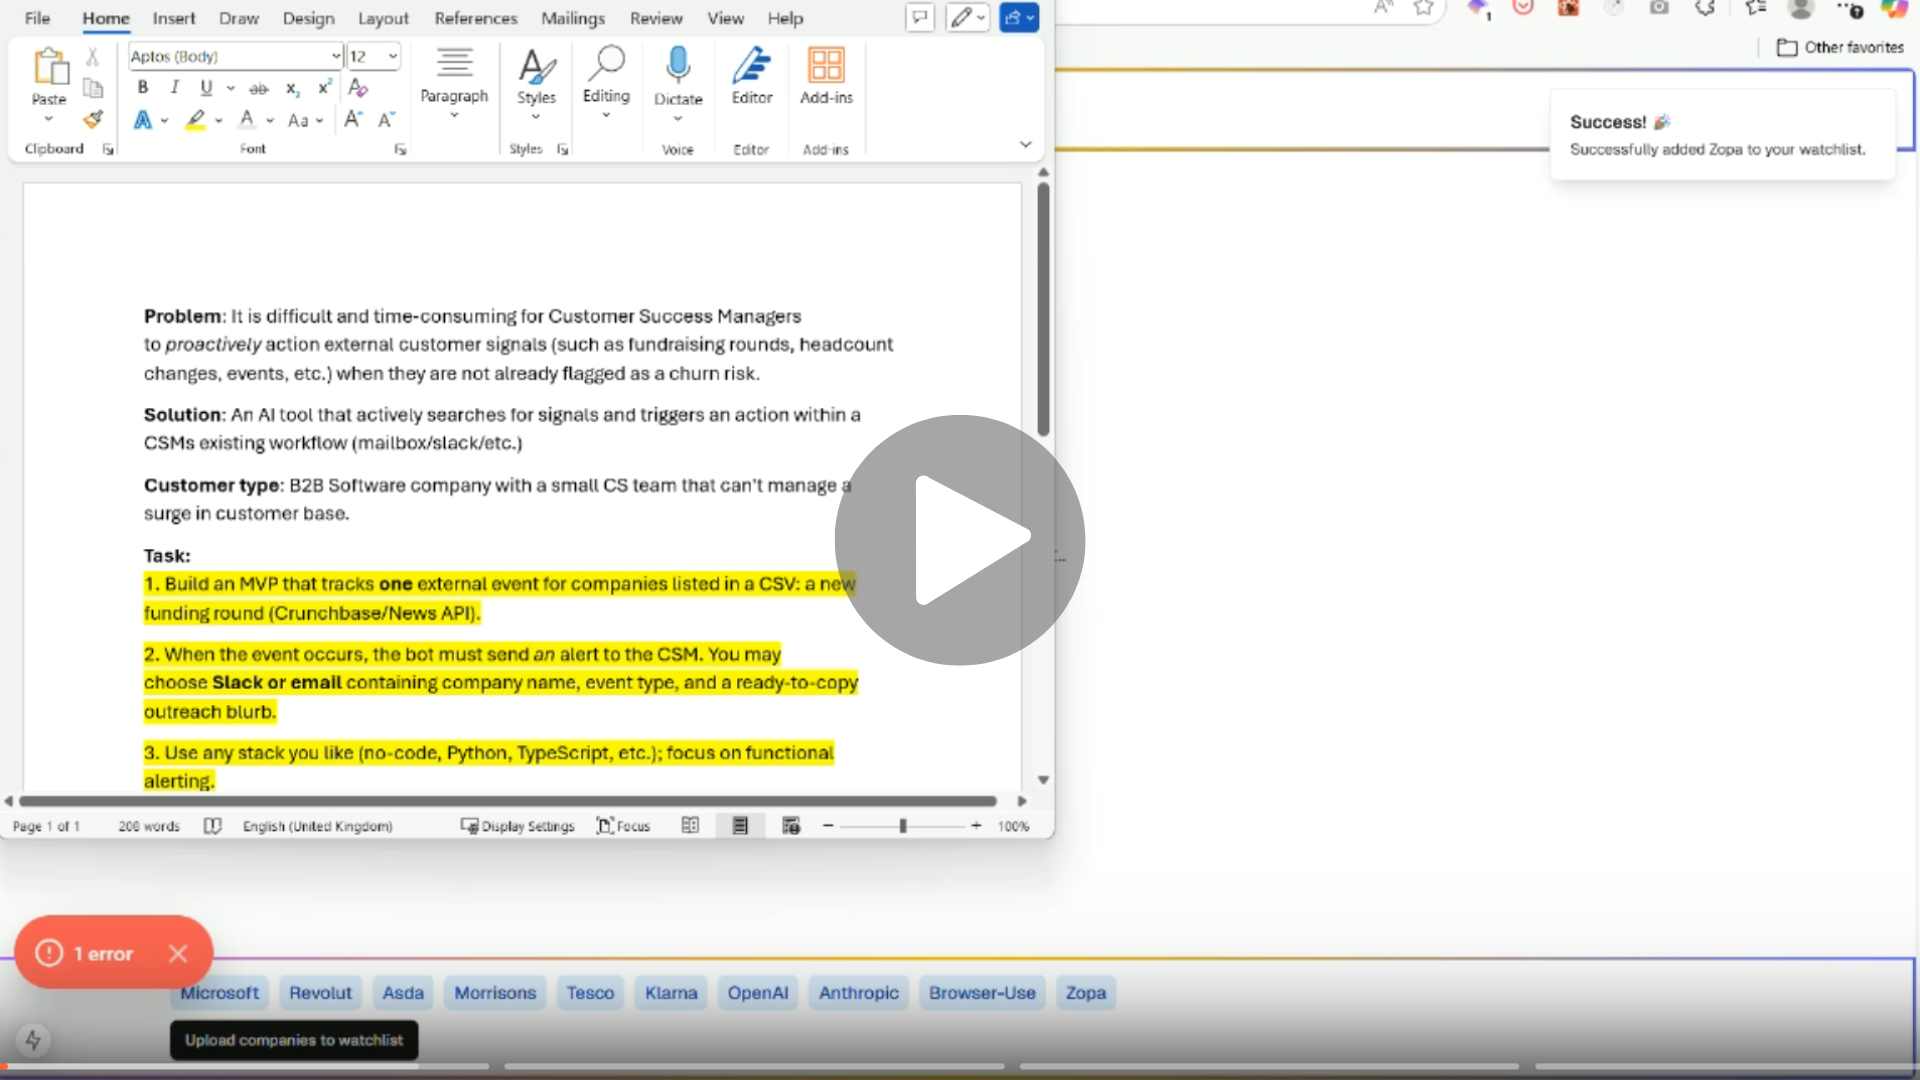 File Home Insert Draw Design Layout References Mailings Review View Help
Other favorites
Aptos (Body) 12
Paste
Paragraph Styles Editing Dictate Editor Add-ins
Clipboard Font Styles Voice Editor Add-ins
Success! 🎉
Successfully added Zopa to your watchlist.
Problem: It is difficult and time-consuming for Customer Success Managers
to proactively action external customer signals (such as fundraising rounds, headcount
changes, events, etc.) when they are not already flagged as a churn risk.
Solution: An AI tool that actively searches for signals and triggers an action within a
CSMs existing workflow (mailbox/slack/etc.)
Customer type: B2B Software company with a small CS team that can't manage a
surge in customer base.
Task:
1. Build an MVP that tracks one external event for companies listed in a CSV: a new
funding round (Crunchbase/News API).
2. When the event occurs, the bot must send an alert to the CSM. You may
choose Slack or email containing company name, event type, and a ready-to-copy
outreach blurb.
3. Use any stack you like (no-code, Python, TypeScript, etc.); focus on functional
alerting.
Page 1 of 1 208 words English (United Kingdom) Display Settings Focus 100%
1 error
Microsoft Revolut Asda Morrisons Tesco Klarna OpenAI Anthropic Browser-Use Zopa
Upload companies to watchlist